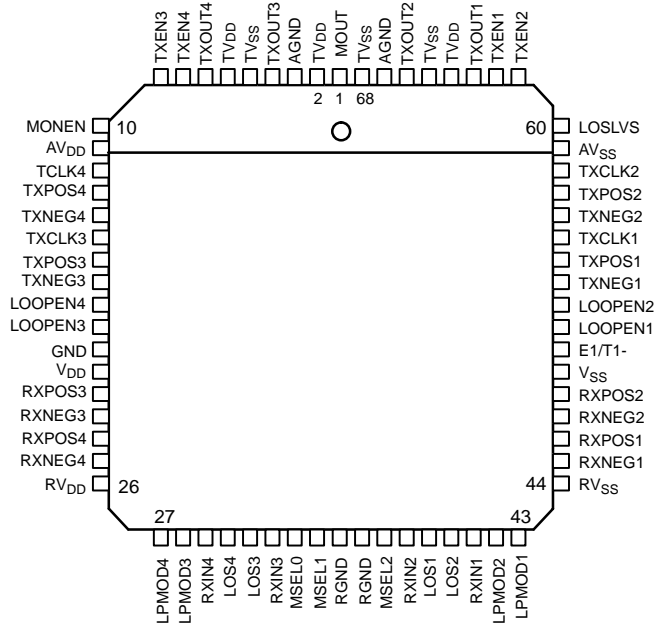 TXEN3
TXEN4
TXOUT4
TVDD
TVSS
TXOUT3
AGND
TVDD
MOUT
TVSS
AGND
TXOUT2
TVSS
TVDD
TXOUT1
TXEN1
TXEN2
2 1 68
MONEN 10 60 LOSLVS
AVDD AVSS
TCLK4 TXCLK2
TXPOS4 TXPOS2
TXNEG4 TXNEG2
TXCLK3 TXCLK1
TXPOS3 TXPOS1
TXNEG3 TXNEG1
LOOPEN4 LOOPEN2
LOOPEN3 LOOPEN1
GND E1/T1-
VDD VSS
RXPOS3 RXPOS2
RXNEG3 RXNEG2
RXPOS4 RXPOS1
RXNEG4 RXNEG1
RVDD 26 44 RVSS
27 43
LPMOD4
LPMOD3
RXIN4
LOS4
LOS3
RXIN3
MSEL0
MSEL1
RGND
RGND
MSEL2
RXIN2
LOS1
LOS2
RXIN1
LPMOD2
LPMOD1